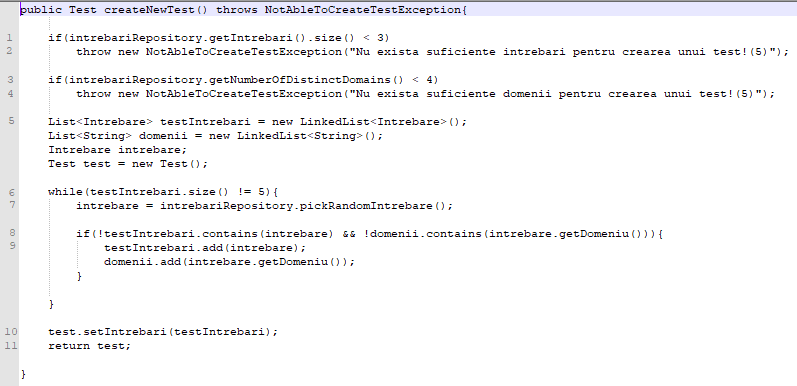 public Test createNewTest() throws NotAbleToCreateTestException{
1 if(intrebariRepository.getIntrebari().size() < 3)
2 throw new NotAbleToCreateTestException("Nu exista suficiente intrebari pentru crearea unui test!(5)");
3 if(intrebariRepository.getNumberOfDistinctDomains() < 4)
4 throw new NotAbleToCreateTestException("Nu exista suficiente domenii pentru crearea unui test!(5)");
5 List<Intrebare> testIntrebari = new LinkedList<Intrebare>();
List<String> domenii = new LinkedList<String>();
Intrebare intrebare;
Test test = new Test();
6 while(testIntrebari.size() != 5){
7 intrebare = intrebariRepository.pickRandomIntrebare();
8 if(!testIntrebari.contains(intrebare) && !domenii.contains(intrebare.getDomeniu())){
9 testIntrebari.add(intrebare);
domenii.add(intrebare.getDomeniu());
}
}
10 test.setIntrebari(testIntrebari);
11 return test;
}